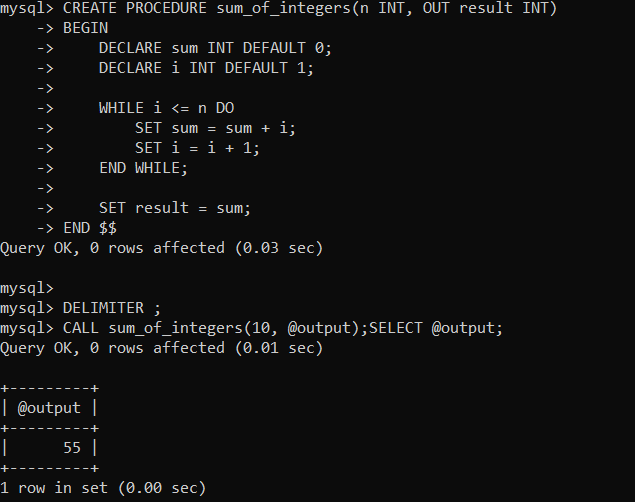 mysql> CREATE PROCEDURE sum_of_integers(n INT, OUT result INT)
    -> BEGIN
    ->     DECLARE sum INT DEFAULT 0;
    ->     DECLARE i INT DEFAULT 1;
    ->
    ->     WHILE i <= n DO
    ->         SET sum = sum + i;
    ->         SET i = i + 1;
    ->     END WHILE;
    ->
    ->     SET result = sum;
    -> END $$
Query OK, 0 rows affected (0.03 sec)

mysql>
mysql> DELIMITER ;
mysql> CALL sum_of_integers(10, @output);SELECT @output;
Query OK, 0 rows affected (0.01 sec)

+---------+
| @output |
+---------+
|      55 |
+---------+
1 row in set (0.00 sec)